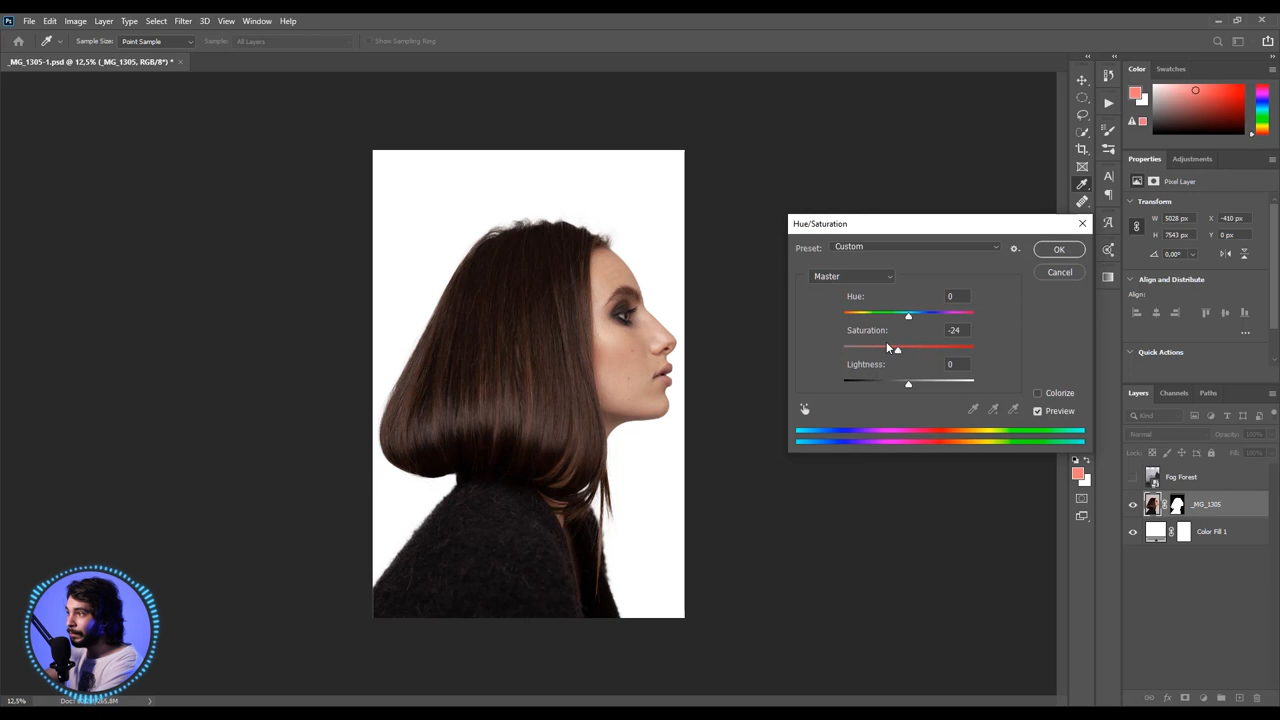 Ps File Edit Image Layer Type Select Filter 3D View Window Help
Sample Size: Point Sample Sample: All Layers Show Sampling Ring
_MG_1305-1.psd @ 12,5% (_MG_1305, RGB/8*) *
Color Swatches
Properties Adjustments
Pixel Layer
Transform
W 5028 px X -410 px
H 7543 px Y 0 px
0,00°
Align and Distribute
Align:
Quick Actions
Hue/Saturation
Preset: Custom
OK
Cancel
Master
Hue: 0
Saturation: -24
Lightness: 0
Colorize
Preview
Layers Channels Paths
Kind
Normal Opacity: 100%
Lock: Fill: 100%
Fog Forest
_MG_1305
Color Fill 1
12,5%